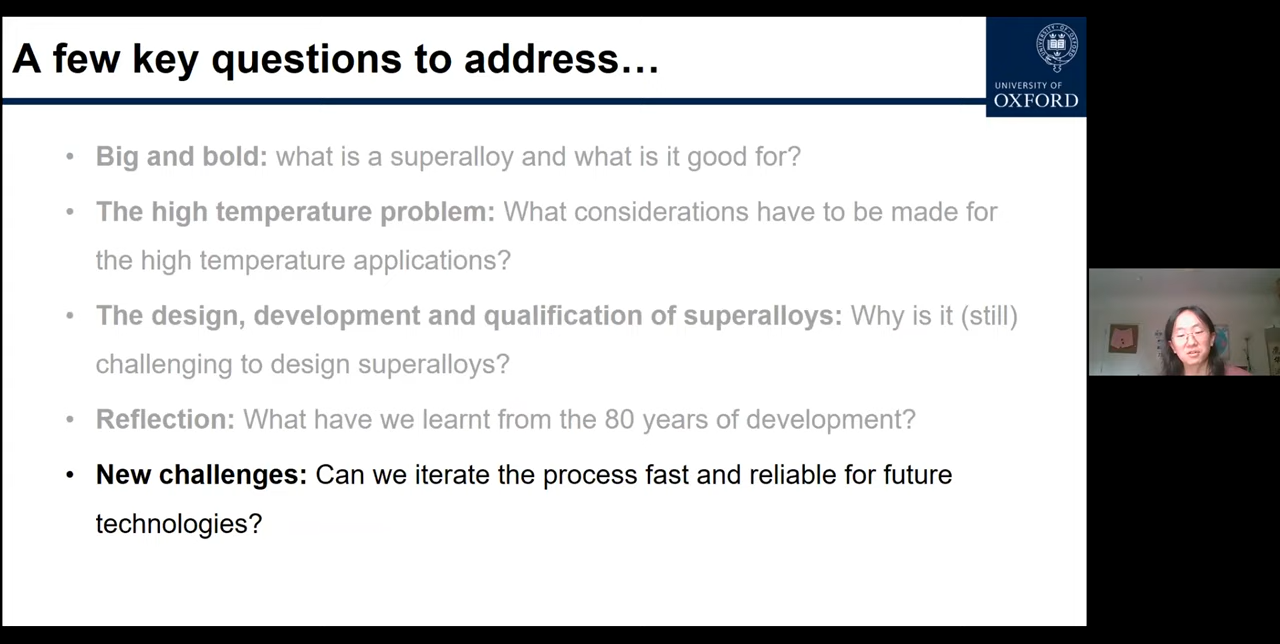 A few key questions to address…
UNIVERSITY OF
OXFORD
• Big and bold: what is a superalloy and what is it good for?
• The high temperature problem: What considerations have to be made for
the high temperature applications?
• The design, development and qualification of superalloys: Why is it (still)
challenging to design superalloys?
• Reflection: What have we learnt from the 80 years of development?
• New challenges: Can we iterate the process fast and reliable for future
technologies?